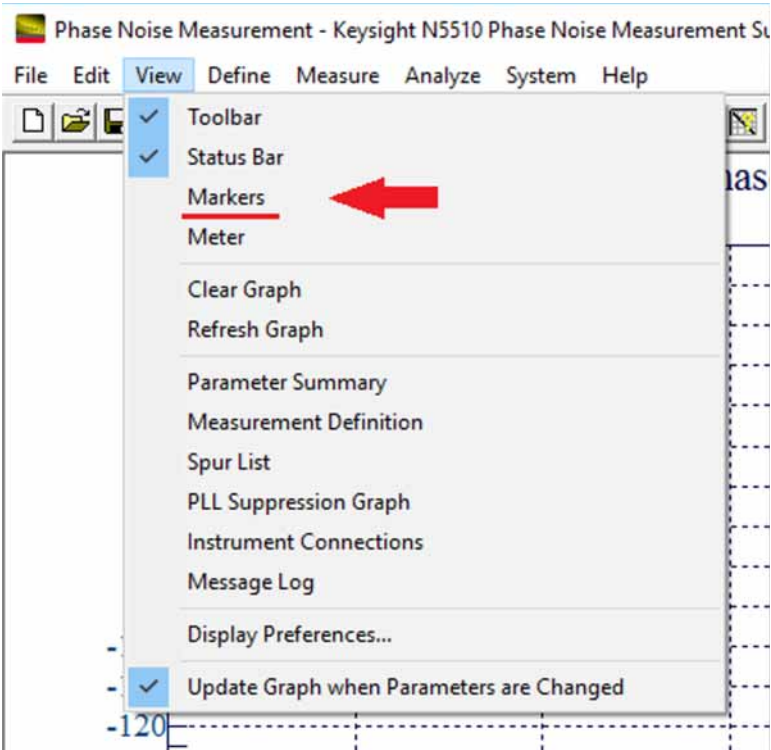 Phase Noise Measurement - Keysight N5510 Phase Noise Measurement
File Edit View Define Measure Analyze System Help
Toolbar
Status Bar
Markers
Meter
Clear Graph
Refresh Graph
Parameter Summary
Measurement Definition
Spur List
PLL Suppression Graph
Instrument Connections
Message Log
Display Preferences...
Update Graph when Parameters are Changed
-120